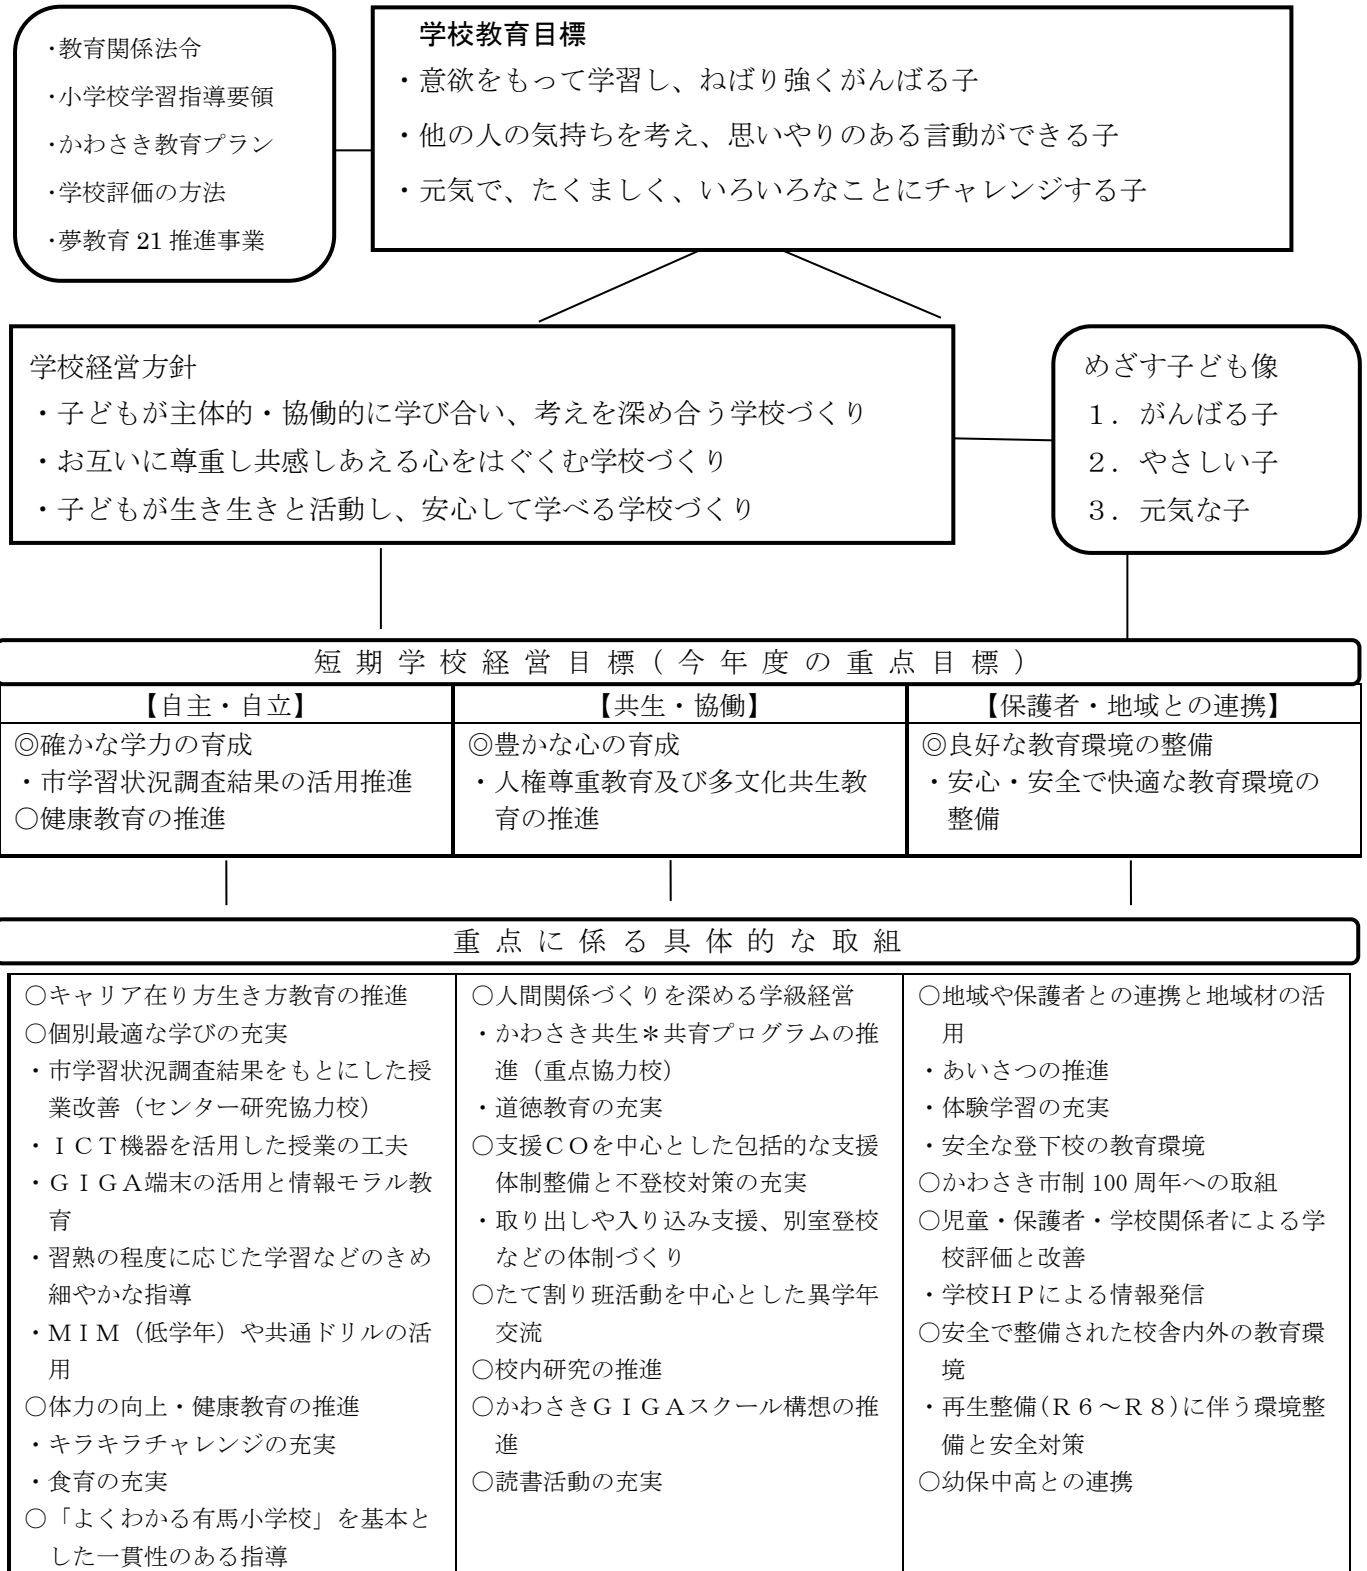 ・教育関係法令
・小学校学習指導要領
・かわさき教育プラン
・学校評価の方法
・夢教育 21 推進事業
学校教育目標
・意欲をもって学習し、ねばり強くがんばる子
・他の人の気持ちを考え、思いやりのある言動ができる子
・元気で、たくましく、いろいろなことにチャレンジする子
学校経営方針
・子どもが主体的・協働的に学び合い、考えを深め合う学校づくり
・お互いに尊重し共感しあえる心をはぐくむ学校づくり
・子どもが生き生きと活動し、安心して学べる学校づくり
めざす子ども像
１．がんばる子
２．やさしい子
３．元気な子
短期学校経営目標（今年度の重点目標）
【自主・自立】
◎確かな学力の育成
・市学習状況調査結果の活用推進
○健康教育の推進
【共生・協働】
◎豊かな心の育成
・人権尊重教育及び多文化共生教
育の推進
【保護者・地域との連携】
◎良好な教育環境の整備
・安心・安全で快適な教育環境の
整備
重点に係る具体的な取組
○キャリア在り方生き方教育の推進
○個別最適な学びの充実
・市学習状況調査結果をもとにした授
業改善（センター研究協力校）
・ＩＣＴ機器を活用した授業の工夫
・ＧＩＧＡ端末の活用と情報モラル教
育
・習熟の程度に応じた学習などのきめ
細やかな指導
・ＭＩＭ（低学年）や共通ドリルの活
用
○体力の向上・健康教育の推進
・キラキラチャレンジの充実
・食育の充実
○「よくわかる有馬小学校」を基本と
した一貫性のある指導
○人間関係づくりを深める学級経営
・かわさき共生＊共育プログラムの推
進（重点協力校）
・道徳教育の充実
○支援ＣＯを中心とした包括的な支援
体制整備と不登校対策の充実
・取り出しや入り込み支援、別室登校
などの体制づくり
○たて割り班活動を中心とした異学年
交流
○校内研究の推進
○かわさきＧＩＧＡスクール構想の推
進
○読書活動の充実
○地域や保護者との連携と地域材の活
用
・あいさつの推進
・体験学習の充実
・安全な登下校の教育環境
○かわさき市制 100 周年への取組
○児童・保護者・学校関係者による学
校評価と改善
・学校ＨＰによる情報発信
○安全で整備された校舎内外の教育環
境
・再生整備（Ｒ６～Ｒ８）に伴う環境整
備と安全対策
○幼保中高との連携